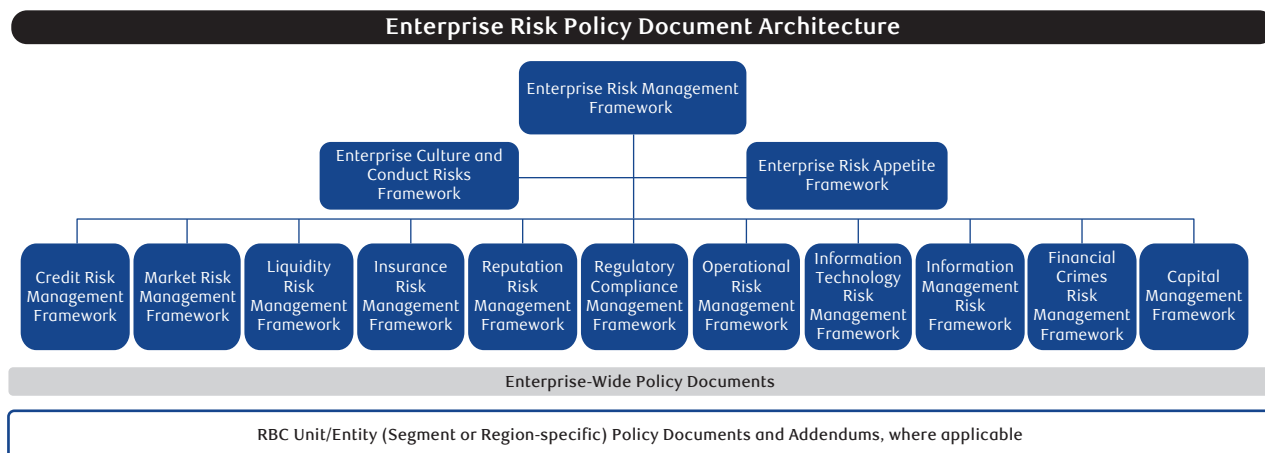 Enterprise Risk Policy Document Architecture
Enterprise Risk Management
Framework
Enterprise Culture and
Conduct Risks
Framework
Enterprise Risk Appetite
Framework
Credit Risk
Management
Framework
Market Risk
Management
Framework
Liquidity
Risk
Management
Framework
Insurance
Risk
Management
Framework
Reputation
Risk
Management
Framework
Regulatory
Compliance
Management
Framework
Operational
Risk
Management
Framework
Information
Technology
Risk
Management
Framework
Information
Management
Risk
Framework
Financial
Crimes
Risk
Management
Framework
Capital
Management
Framework
Enterprise-Wide Policy Documents
RBC Unit/Entity (Segment or Region-specific) Policy Documents and Addendums, where applicable